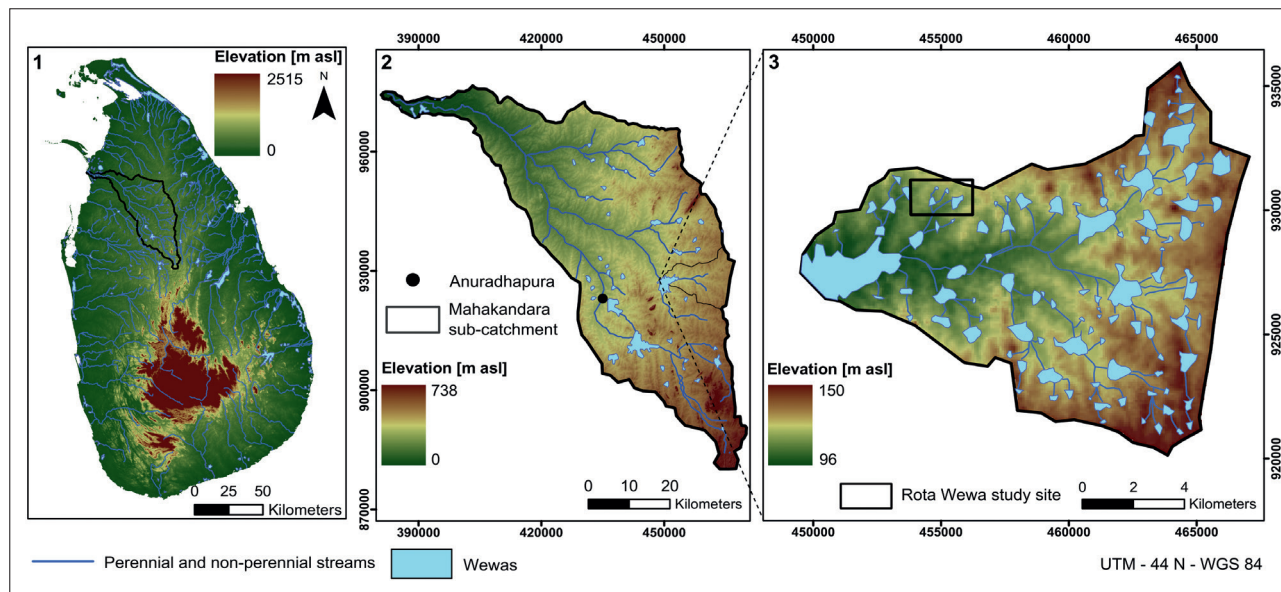 1
Elevation [m asl]
2515
0
N
0 25 50
Kilometers
390000 420000 450000
2
960000
930000
900000
870000
Anuradhapura
Mahakandara
sub-catchment
Elevation [m asl]
738
0
0 10 20
Kilometers
390000 420000 450000
450000 455000 460000 465000
3
935000
930000
925000
920000
Elevation [m asl]
150
96
Rota Wewa study site
0 2 4
Kilometers
450000 455000 460000 465000
Perennial and non-perennial streams
Wewas
UTM - 44 N - WGS 84